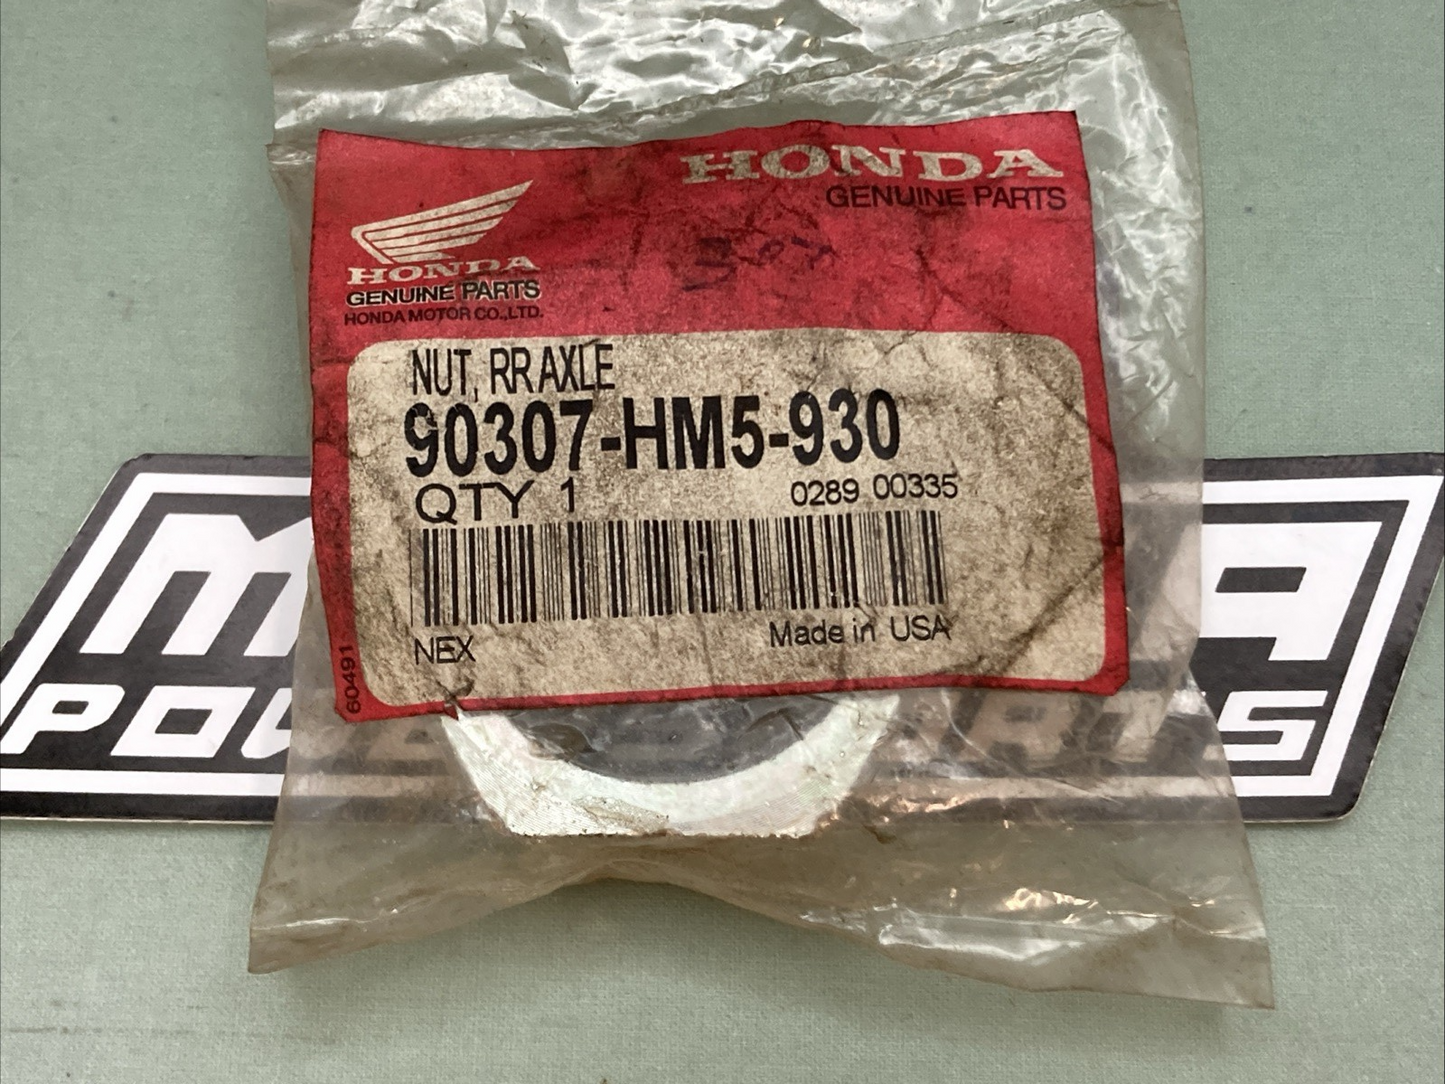 HONDA
GENUINE PARTS
HONDA
GENUINE PARTS
HONDA MOTOR CO.,LTD.
NUT, RR AXLE
90307-HM5-930
QTY 1
0289 00335
NEX
Made in USA
60491